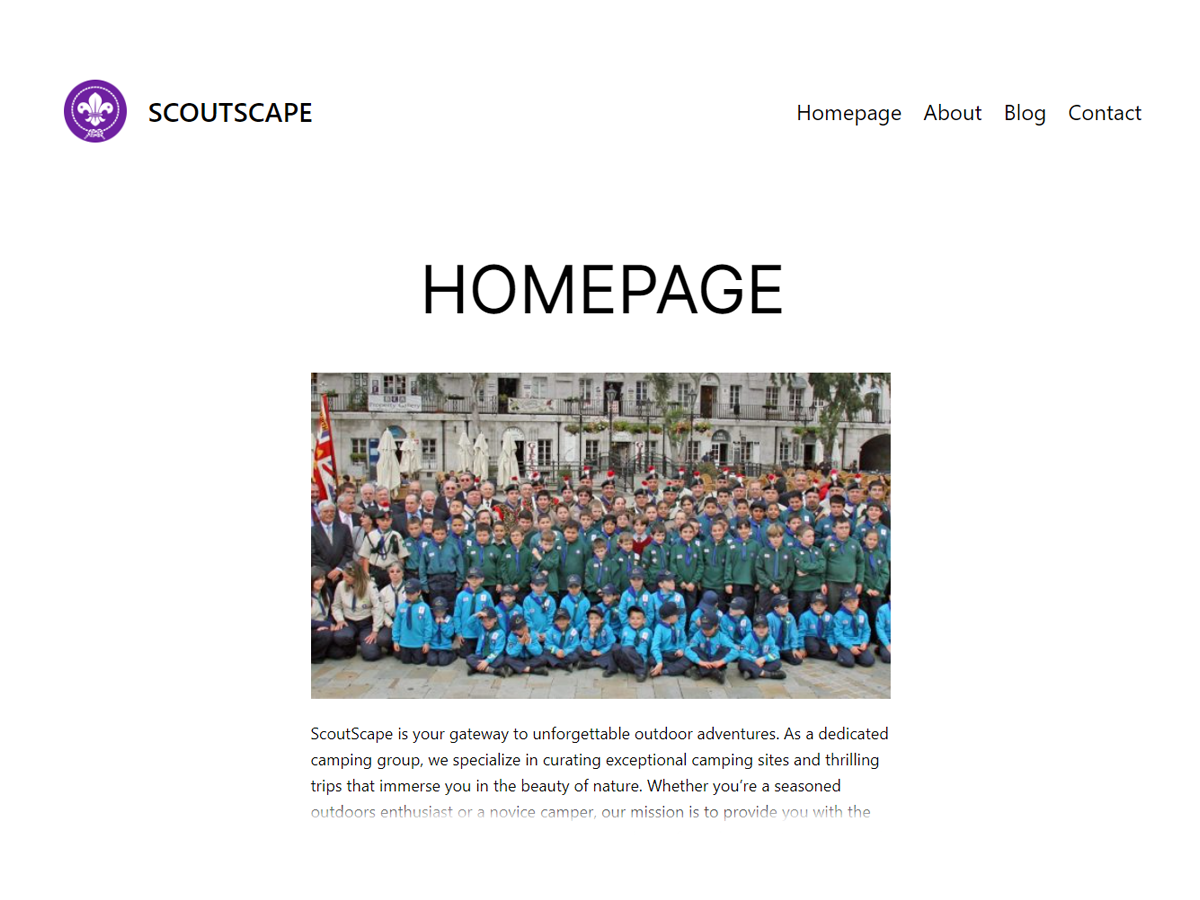 SCOUTSCAPE
Homepage About Blog Contact
HOMEPAGE
ScoutScape is your gateway to unforgettable outdoor adventures. As a dedicated
camping group, we specialize in curating exceptional camping sites and thrilling
trips that immerse you in the beauty of nature. Whether you’re a seasoned
outdoors enthusiast or a novice camper, our mission is to provide you with the